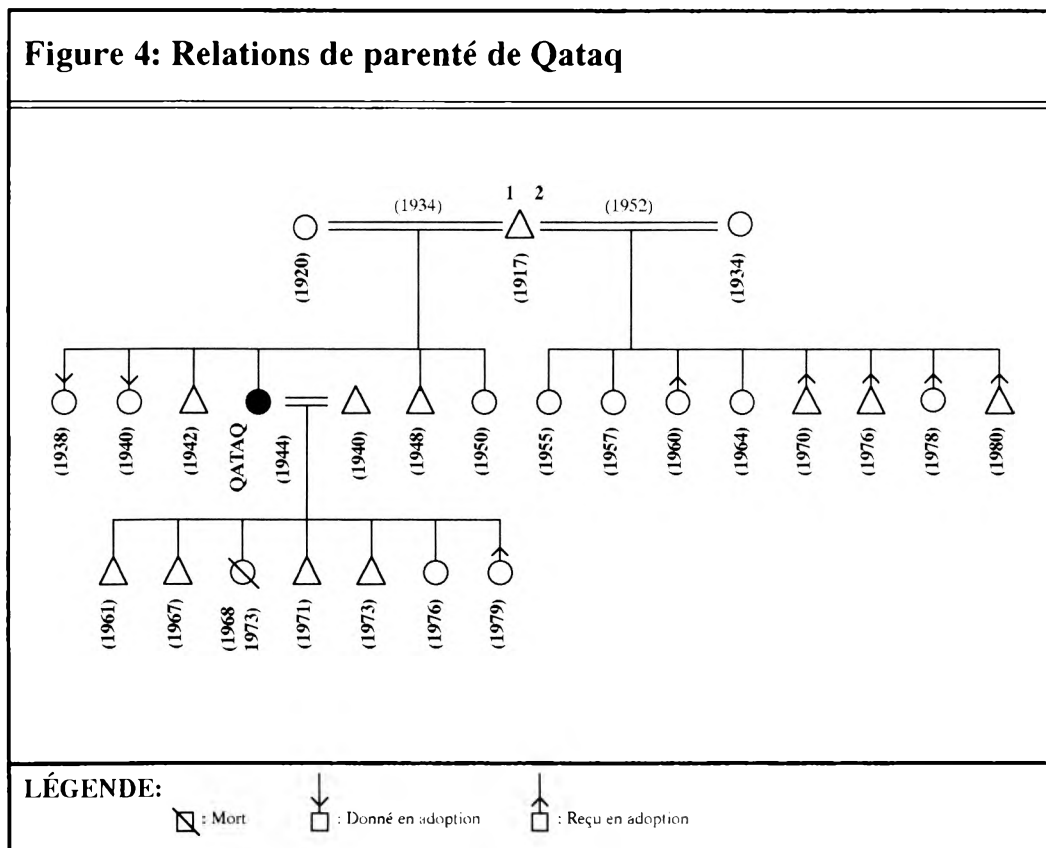 Figure 4: Relations de parenté de Qataq
1 2
(1934) (1952)
(1920) (1917) (1934)
(1938) (1940) (1942) QATAQ (1944) (1940) (1948) (1950) (1955) (1957) (1960) (1964) (1970) (1976) (1978) (1980)
(1961) (1967) (1968 1973) (1971) (1973) (1976) (1979)
LÉGENDE:
: Mort : Donné en adoption : Reçu en adoption